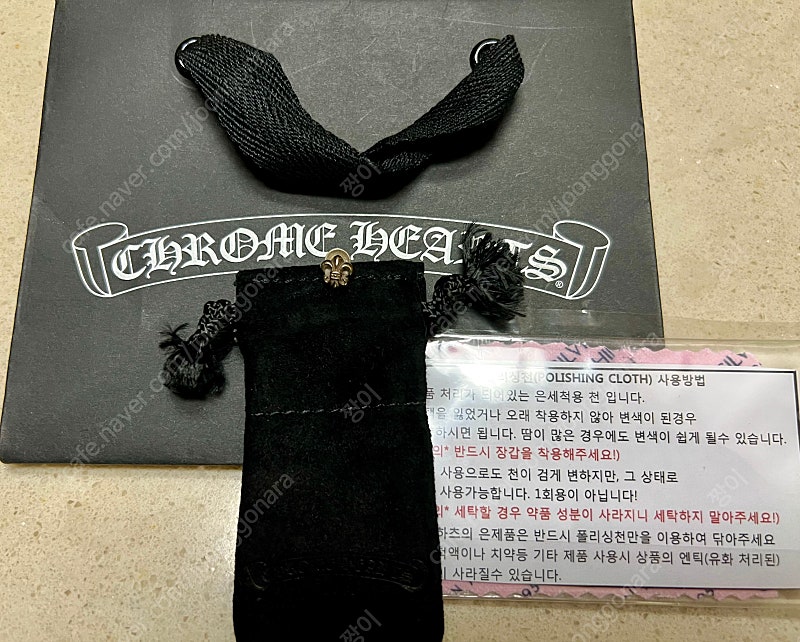 CHROME HEARTS®
(POLISHING CLOTH) 사용방법
처리가 되어있는 은세척용 천 입니다.
잃었거나 오래 착용하지 않아 변색이 된경우
하시면 됩니다. 땀이 많은 경우에도 변색이 쉽게 될수 있습니다.
반드시 장갑을 착용해주세요!)
사용으로도 천이 검게 변하지만, 그 상태로
사용가능합니다. 1회용이 아닙니다!
세탁할 경우 약품 성분이 사라지니 세탁하지 말아주세요!)
은제품은 반드시 폴리싱천만을 이용하여 닦아주세요
치약등 기타 제품 사용시 상품의 엔틱(유화 처리된)
사라질수 있습니다.
CHROME HEARTS
cafe.naver.com/joonggonara
짱이